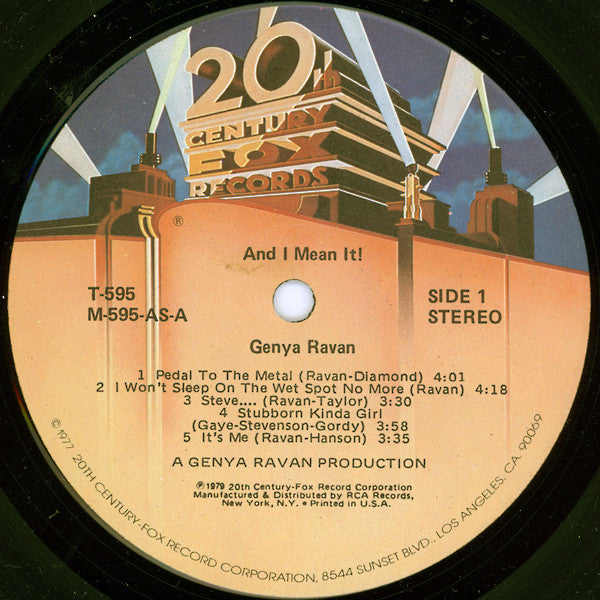 20th
CENTURY
FOX
RECORDS
®
And I Mean It!
T-595
M-595-AS-A
SIDE 1
STEREO
Genya Ravan
1 Pedal To The Metal (Ravan-Diamond) 4:01
2 I Won't Sleep On The Wet Spot No More (Ravan) 4:18
3 Steve.... (Ravan-Taylor) 3:30
4 Stubborn Kinda Girl
(Gaye-Stevenson-Gordy) 3:58
5 It's Me (Ravan-Hanson) 3:35
A GENYA RAVAN PRODUCTION
℗1979 20th Century-Fox Record Corporation
Manufactured & Distributed by RCA Records,
New York, N.Y. • Printed in U.S.A.
©1977 20TH CENTURY-FOX RECORD CORPORATION, 8544 SUNSET BLVD., LOS ANGELES, CA. 90069